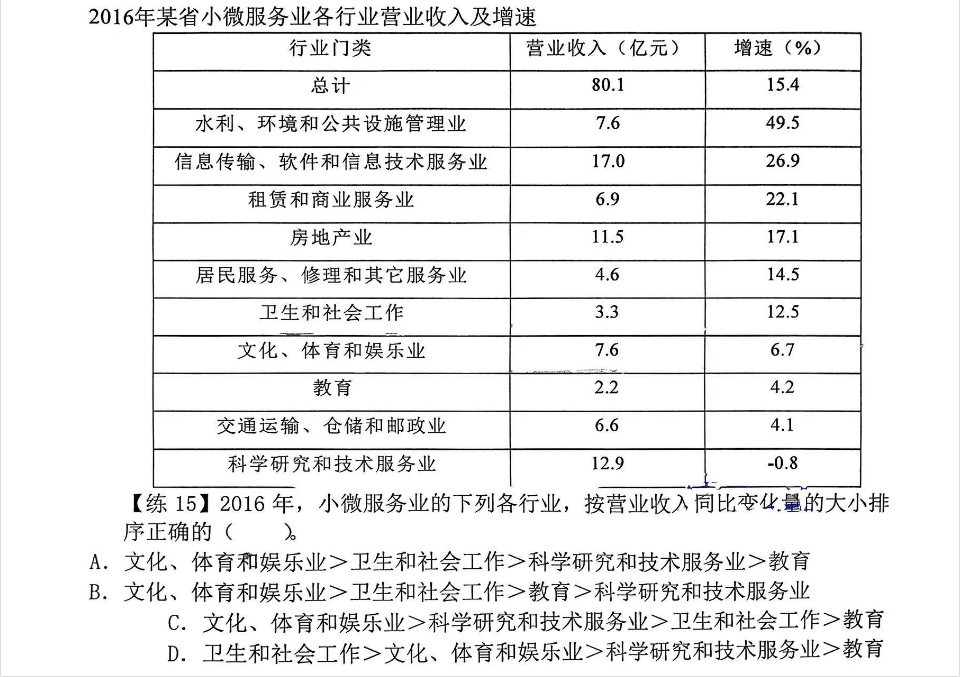 2016年某省小微服务业各行业营业收入及增速
行业门类 营业收入（亿元） 增速（%）
总计 80.1 15.4
水利、环境和公共设施管理业 7.6 49.5
信息传输、软件和信息技术服务业 17.0 26.9
租赁和商业服务业 6.9 22.1
房地产业 11.5 17.1
居民服务、修理和其它服务业 4.6 14.5
卫生和社会工作 3.3 12.5
文化、体育和娱乐业 7.6 6.7
教育 2.2 4.2
交通运输、仓储和邮政业 6.6 4.1
科学研究和技术服务业 12.9 -0.8
【练 15】2016 年，小微服务业的下列各行业，按营业收入同比变化量的大小排
序正确的（ ）。
A. 文化、体育和娱乐业＞卫生和社会工作＞科学研究和技术服务业＞教育
B. 文化、体育和娱乐业＞卫生和社会工作＞教育＞科学研究和技术服务业
C. 文化、体育和娱乐业＞科学研究和技术服务业＞卫生和社会工作＞教育
D. 卫生和社会工作＞文化、体育和娱乐业＞科学研究和技术服务业＞教育